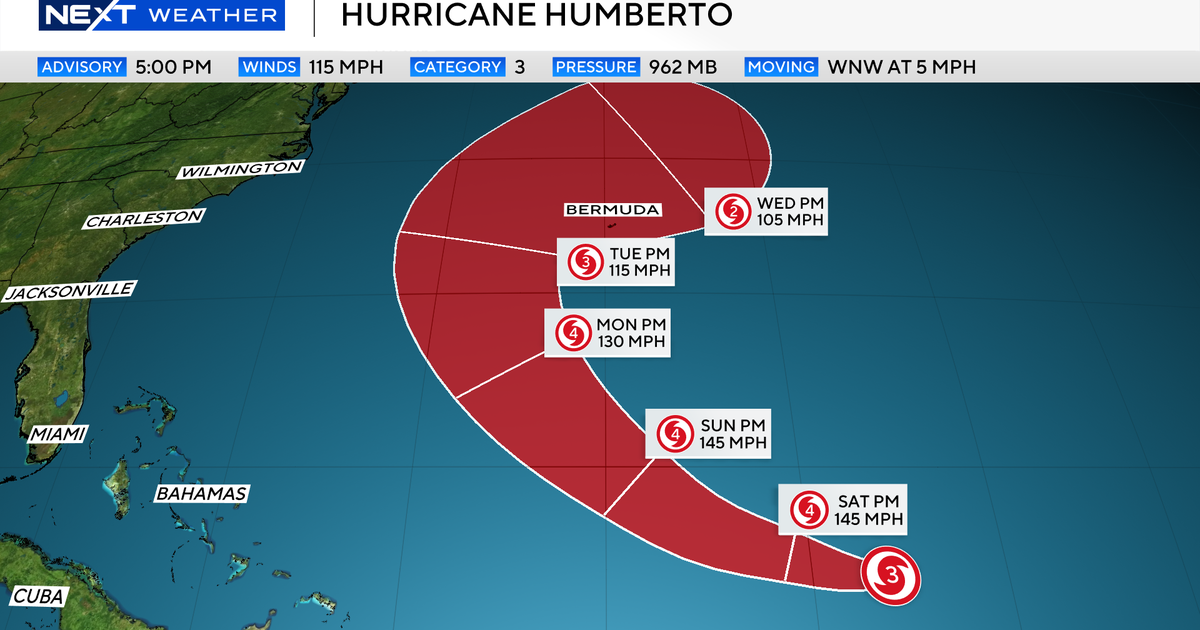 NEXT WEATHER
HURRICANE HUMBERTO
ADVISORY 5:00 PM WINDS 115 MPH CATEGORY 3 PRESSURE 962 MB MOVING WNW AT 5 MPH
WILMINGTON
CHARLESTON
JACKSONVILLE
MIAMI
BAHAMAS
CUBA
BERMUDA
2 WED PM
105 MPH
3 TUE PM
115 MPH
4 MON PM
130 MPH
4 SUN PM
145 MPH
4 SAT PM
145 MPH
3